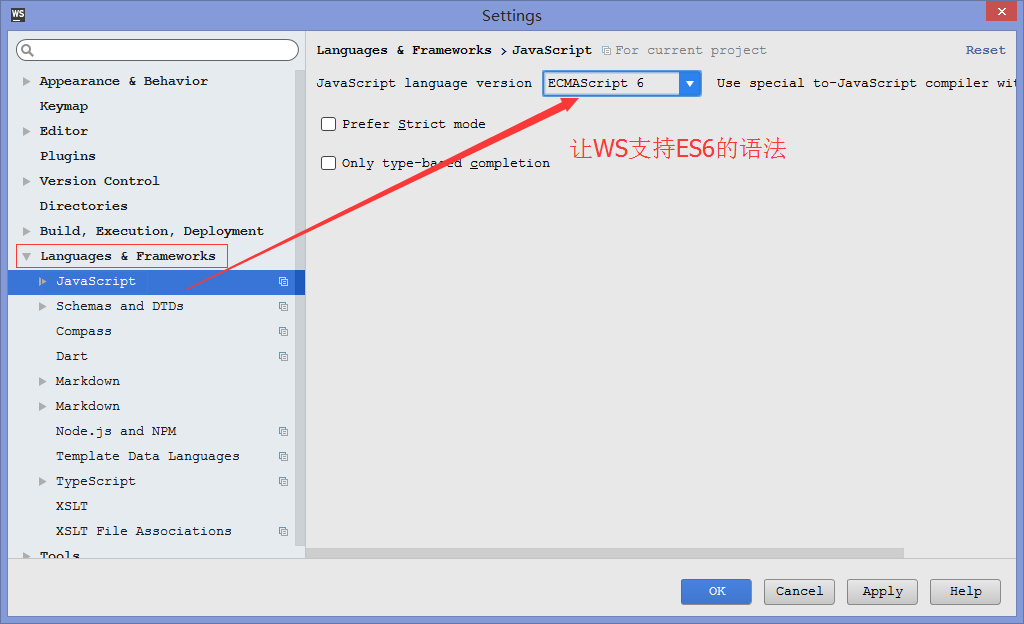 WS
Settings
Languages & Frameworks › JavaScript For current project Reset
JavaScript language version ECMAScript 6 Use special to-JavaScript compiler wit
Prefer Strict mode
让WS支持ES6的语法
Only type-based completion
Appearance & Behavior
Keymap
Editor
Plugins
Version Control
Directories
Build, Execution, Deployment
Languages & Frameworks
JavaScript
Schemas and DTDs
Compass
Dart
Markdown
Markdown
Node.js and NPM
Template Data Languages
TypeScript
XSLT
XSLT File Associations
Tools
OK Cancel Apply Help